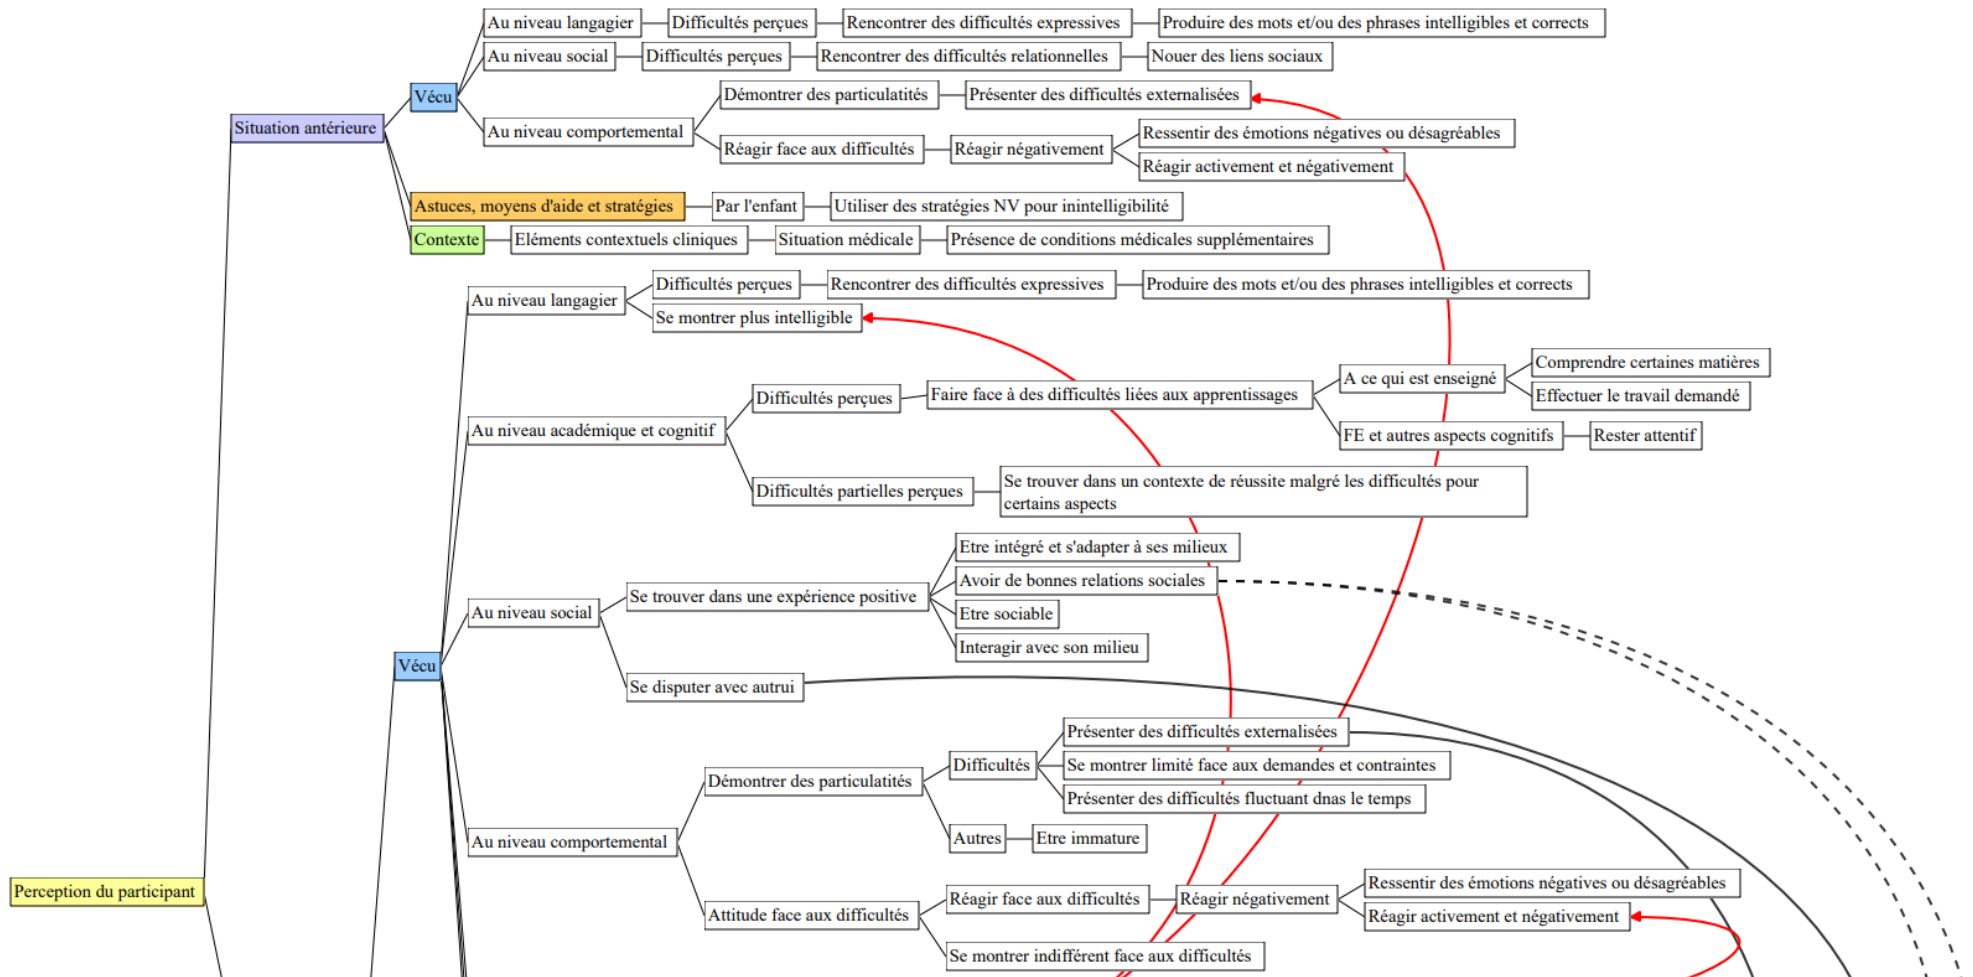 Au niveau langagier
Difficultés perçues
Rencontrer des difficultés expressives
Produire des mots et/ou des phrases intelligibles et corrects
Au niveau social
Difficultés perçues
Rencontrer des difficultés relationnelles
Nouer des liens sociaux
Vécu
Démontrer des particulatités
Présenter des difficultés externalisées
Situation antérieure
Au niveau comportemental
Ressentir des émotions négatives ou désagréables
Réagir face aux difficultés
Réagir négativement
Réagir activement et négativement
Astuces, moyens d'aide et stratégies
Par l'enfant
Utiliser des stratégies NV pour inintelligibilité
Contexte
Eléments contextuels cliniques
Situation médicale
Présence de conditions médicales supplémentaires
Au niveau langagier
Difficultés perçues
Rencontrer des difficultés expressives
Produire des mots et/ou des phrases intelligibles et corrects
Se montrer plus intelligible
Au niveau académique et cognitif
Difficultés perçues
Faire face à des difficultés liées aux apprentissages
A ce qui est enseigné
Comprendre certaines matières
Effectuer le travail demandé
FE et autres aspects cognitifs
Rester attentif
Difficultés partielles perçues
Se trouver dans un contexte de réussite malgré les difficultés pour
certains aspects
Vécu
Au niveau social
Se trouver dans une expérience positive
Etre intégré et s'adapter à ses milieux
Avoir de bonnes relations sociales
Etre sociable
Interagir avec son milieu
Se disputer avec autrui
Au niveau comportemental
Démontrer des particulatités
Difficultés
Présenter des difficultés externalisées
Se montrer limité face aux demandes et contraintes
Présenter des difficultés fluctuant dnas le temps
Autres
Etre immature
Perception du participant
Attitude face aux difficultés
Réagir face aux difficultés
Réagir négativement
Ressentir des émotions négatives ou désagréables
Réagir activement et négativement
Se montrer indifférent face aux difficultés